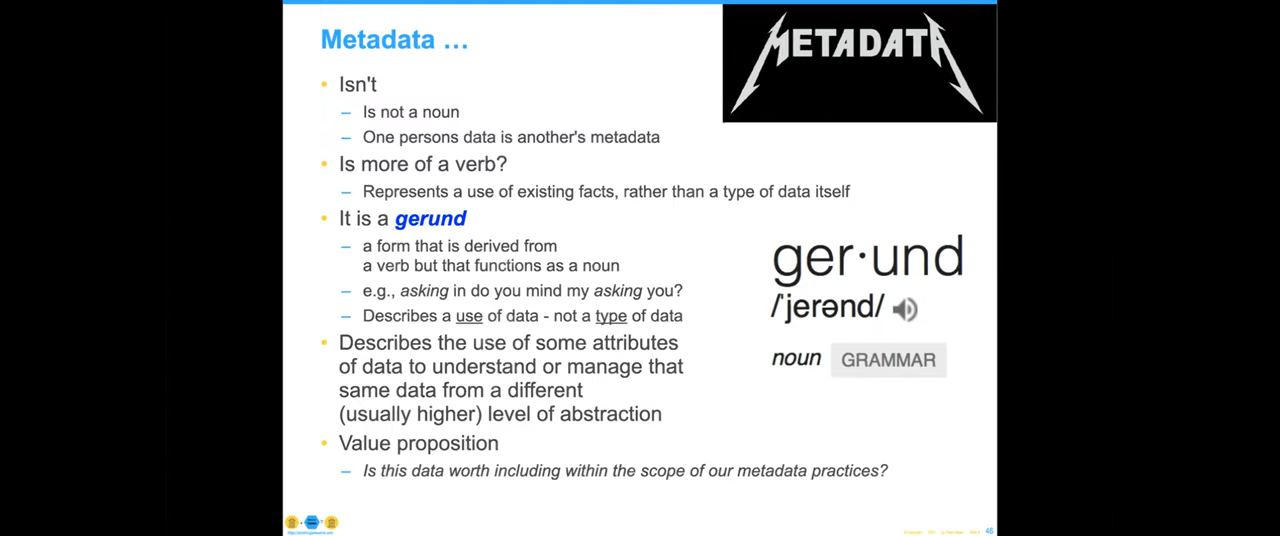 Metadata …
METADATA
• Isn't
– Is not a noun
– One persons data is another's metadata
• Is more of a verb?
– Represents a use of existing facts, rather than a type of data itself
• It is a gerund
– a form that is derived from
a verb but that functions as a noun
– e.g., asking in do you mind my asking you?
– Describes a use of data - not a type of data
ger·und
/ˈjerənd/
noun GRAMMAR
• Describes the use of some attributes
of data to understand or manage that
same data from a different
(usually higher) level of abstraction
• Value proposition
– Is this data worth including within the scope of our metadata practices?
46